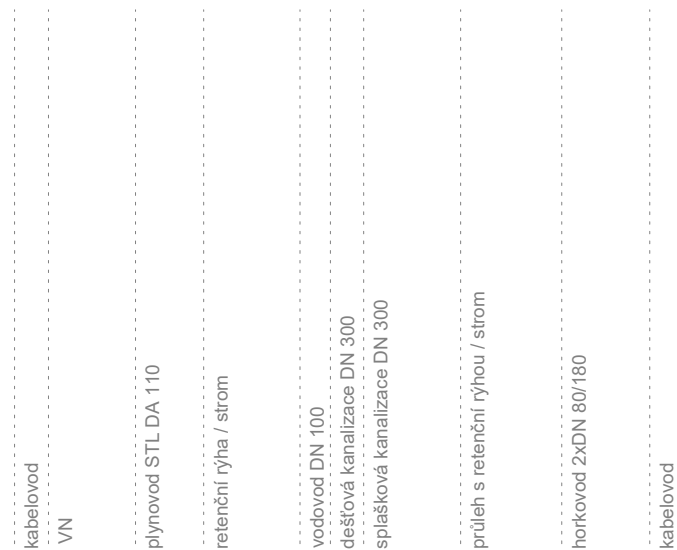 kabelovod
VN
plynovod STL DA 110
retenční rýha / strom
vodovod DN 100
dešťová kanalizace DN 300
splašková kanalizace DN 300
průleh s retenční rýhou / strom
horkovod 2xDN 80/180
kabelovod